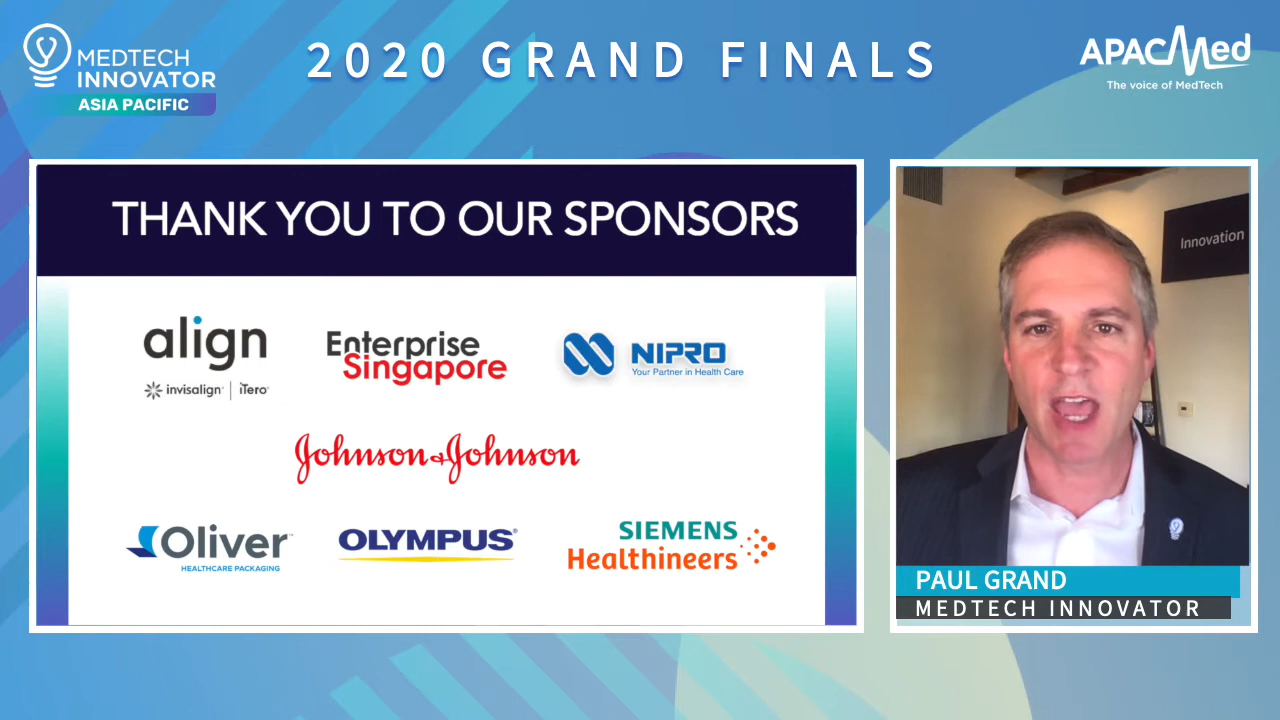 MEDTECH
INNOVATOR
ASIA PACIFIC
2020 GRAND FINALS
APACMed
The voice of MedTech
THANK YOU TO OUR SPONSORS
align
invisalign | iTero
Enterprise
Singapore
NIPRO
Your Partner in Health Care
Johnson & Johnson
Oliver™
HEALTHCARE PACKAGING
OLYMPUS®
SIEMENS
Healthineers
Innovation
PAUL GRAND
MEDTECH INNOVATOR